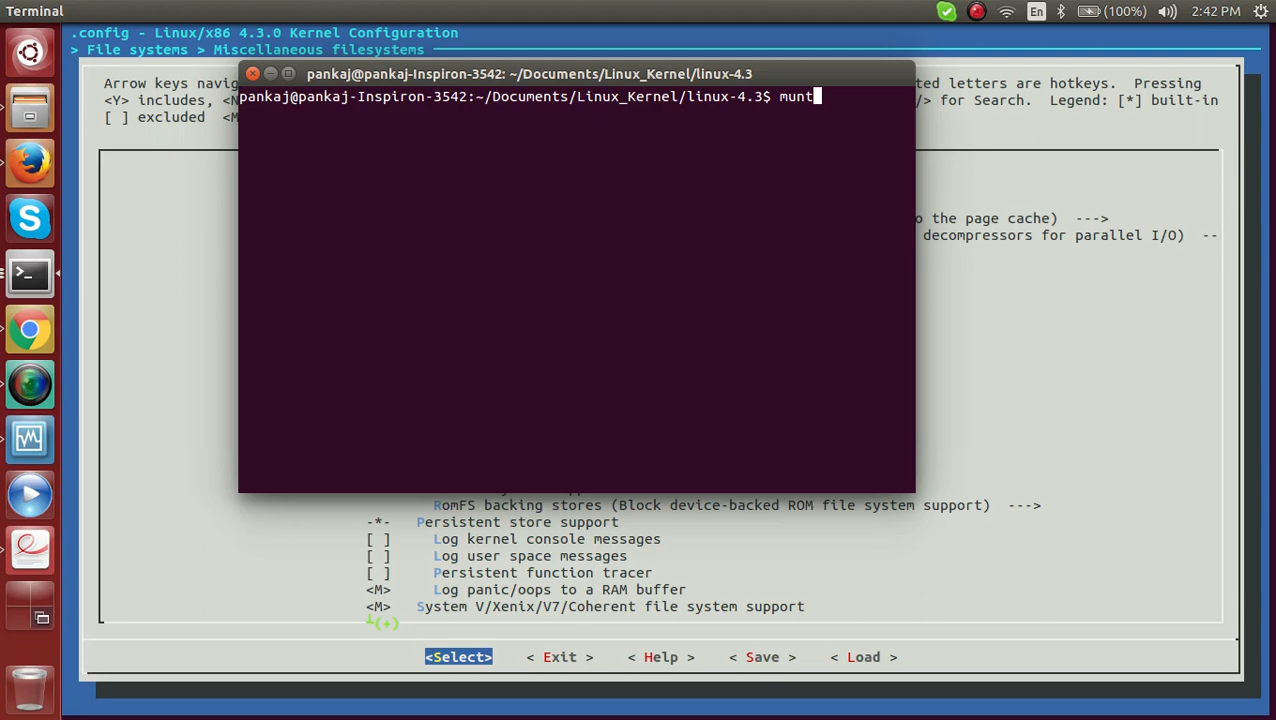 Terminal
En
(100%)
2:42 PM
.config - Linux/x86 4.3.0 Kernel Configuration
> File systems > Miscellaneous filesystems
pankaj@pankaj-Inspiron-3542: ~/Documents/Linux_Kernel/linux-4.3
pankaj@pankaj-Inspiron-3542:~/Documents/Linux_Kernel/linux-4.3$ munt
Arrow keys navig
ted letters are hotkeys. Pressing
<Y> includes, <N
/> for Search. Legend: [*] built-in
[ ] excluded <M
o the page cache) --->
decompressors for parallel I/O) --
RomFS backing stores (Block device-backed ROM file system support) --->
-*- Persistent store support
[ ] Log kernel console messages
[ ] Log user space messages
[ ] Persistent function tracer
<M> Log panic/oops to a RAM buffer
<M> System V/Xenix/V7/Coherent file system support
┴(+)
<Select> < Exit > < Help > < Save > < Load >